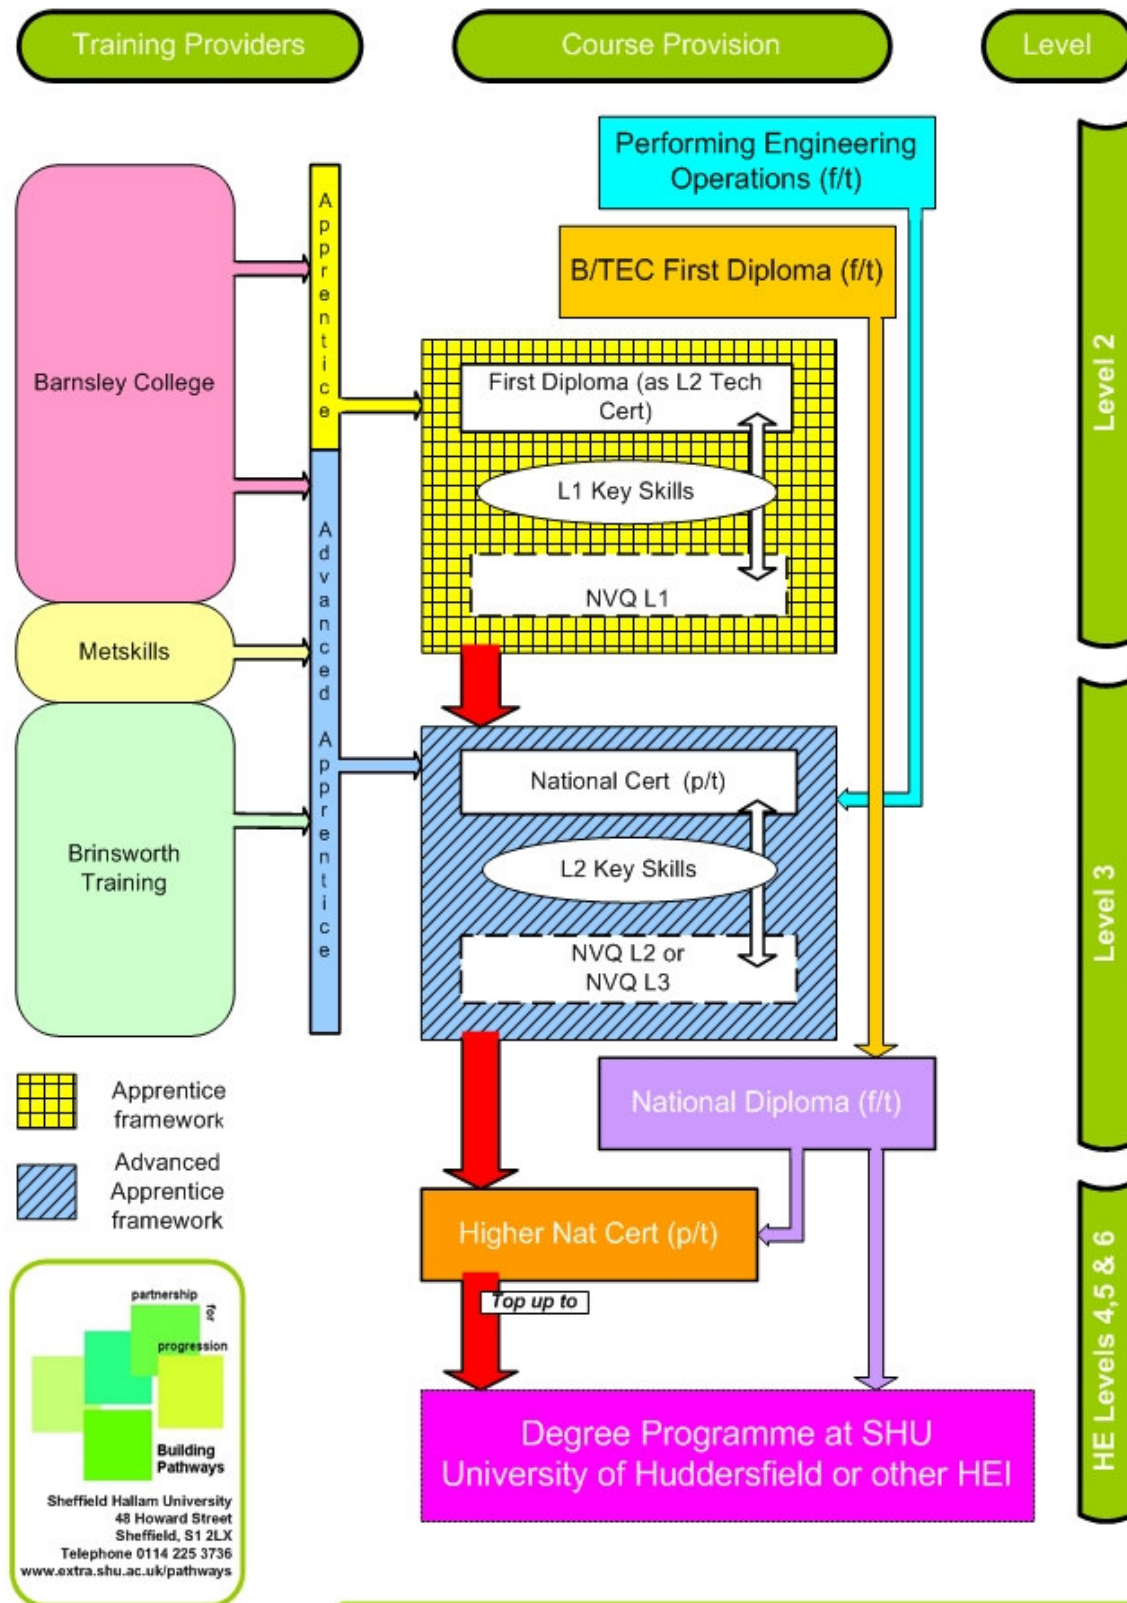 Training Providers
Course Provision
Level
Performing Engineering
Operations (f/t)
B/TEC First Diploma (f/t)
Level 2
Barnsley College
Apprentice
First Diploma (as L2 Tech
Cert)
L1 Key Skills
NVQ L1
Metskills
Advanced Apprentice
National Cert (p/t)
Brinsworth
Training
L2 Key Skills
NVQ L2 or
NVQ L3
Level 3
Apprentice
framework
Advanced
Apprentice
framework
National Diploma (f/t)
Higher Nat Cert (p/t)
Top up to
HE Levels 4,5 & 6
Degree Programme at SHU
University of Huddersfield or other HEI
partnership
for
progression
Building
Pathways
Sheffield Hallam University
48 Howard Street
Sheffield, S1 2LX
Telephone 0114 225 3736
www.extra.shu.ac.uk/pathways